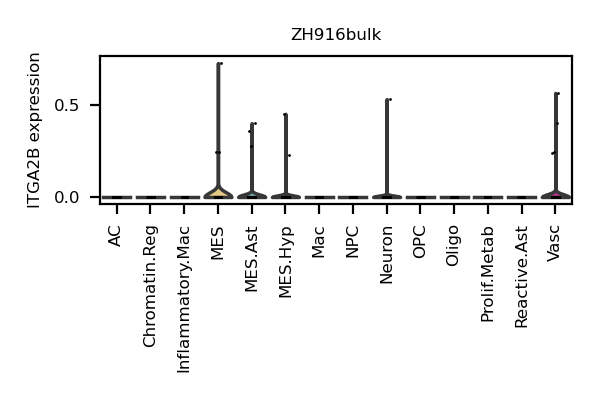 ZH916bulk
ITGA2B expression
0.5
0.0
AC
Chromatin.Reg
Inflammatory.Mac
MES
MES.Ast
MES.Hyp
Mac
NPC
Neuron
OPC
Oligo
Prolif.Metab
Reactive.Ast
Vasc